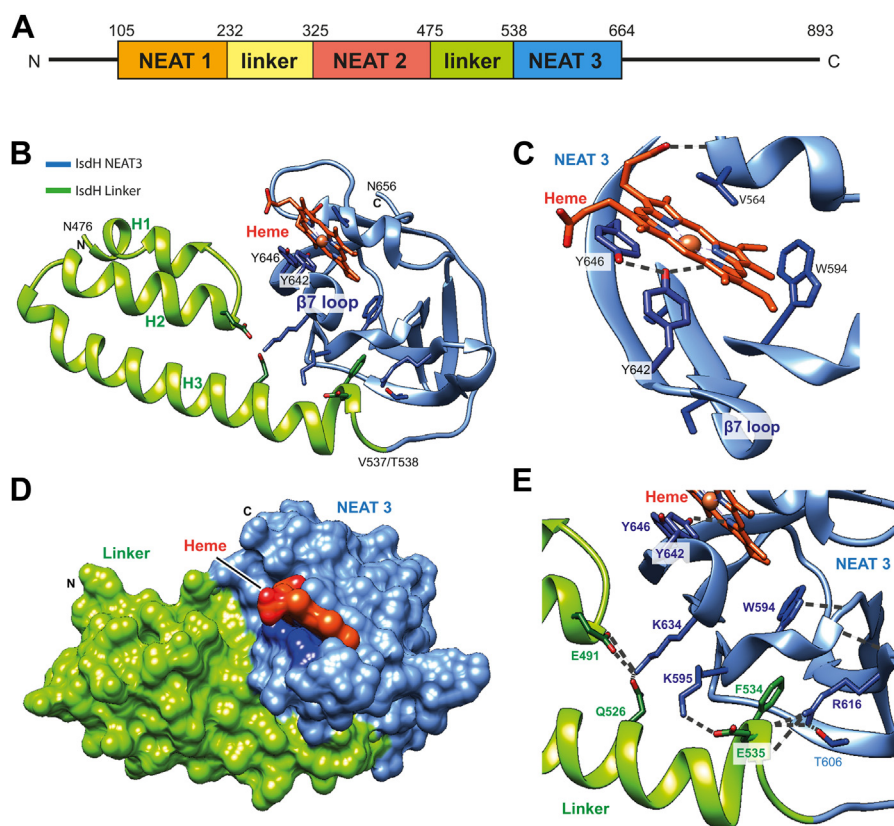 A
105 232 325 475 538 664 893
N NEAT 1 linker NEAT 2 linker NEAT 3 C
B
IsdH NEAT3
IsdH Linker
N476
N
H1
H2
H3
Heme
Y646
Y642
β7 loop
N656
C
V537/T538
C
NEAT 3
Heme
V564
Y646
W594
Y642
β7 loop
D
C
NEAT 3
Heme
Linker
N
E
Heme
Y646
Y642
NEAT 3
W594
K634
E491
K595
F534
R616
Q526
E535
T606
Linker